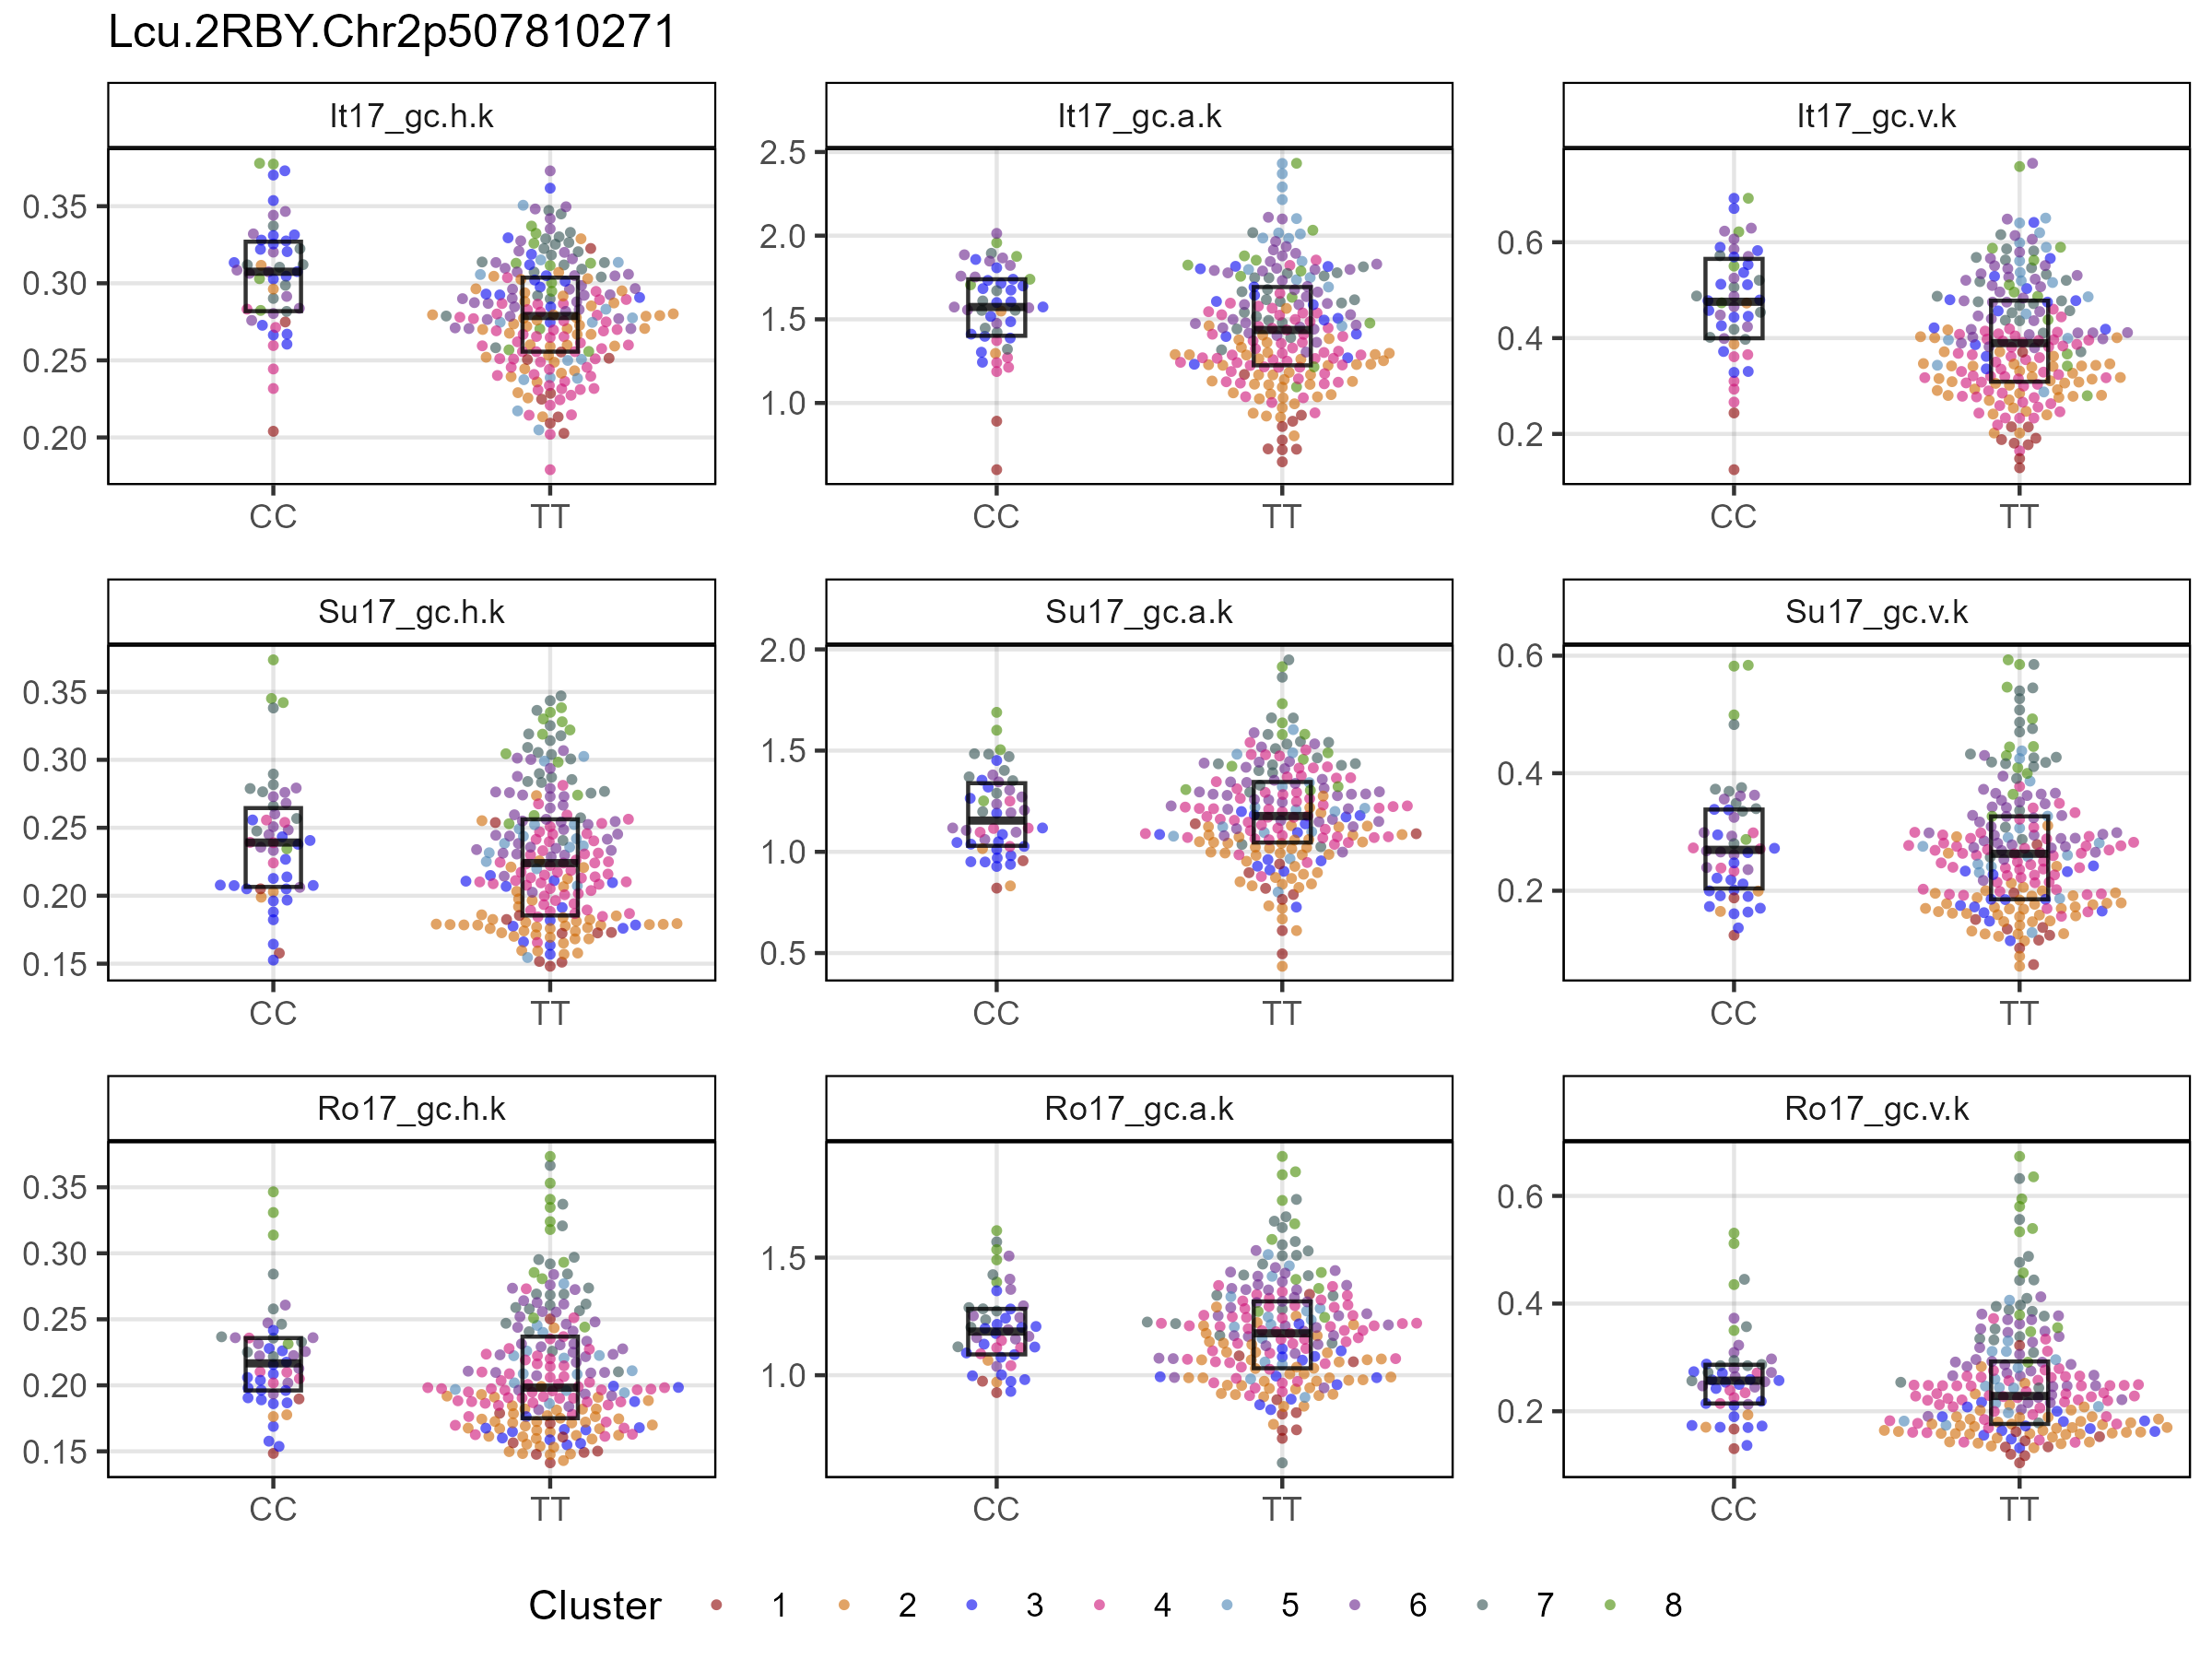 Lcu.2RBY.Chr2p507810271
It17_gc.h.k
It17_gc.a.k
It17_gc.v.k
0.35
0.30
0.25
0.20
CC
TT
2.5
2.0
1.5
1.0
CC
TT
0.6
0.4
0.2
CC
TT
Su17_gc.h.k
Su17_gc.a.k
Su17_gc.v.k
0.35
0.30
0.25
0.20
0.15
CC
TT
2.0
1.5
1.0
0.5
CC
TT
0.6
0.4
0.2
CC
TT
Ro17_gc.h.k
Ro17_gc.a.k
Ro17_gc.v.k
0.35
0.30
0.25
0.20
0.15
CC
TT
1.5
1.0
CC
TT
0.6
0.4
0.2
CC
TT
Cluster 1 2 3 4 5 6 7 8